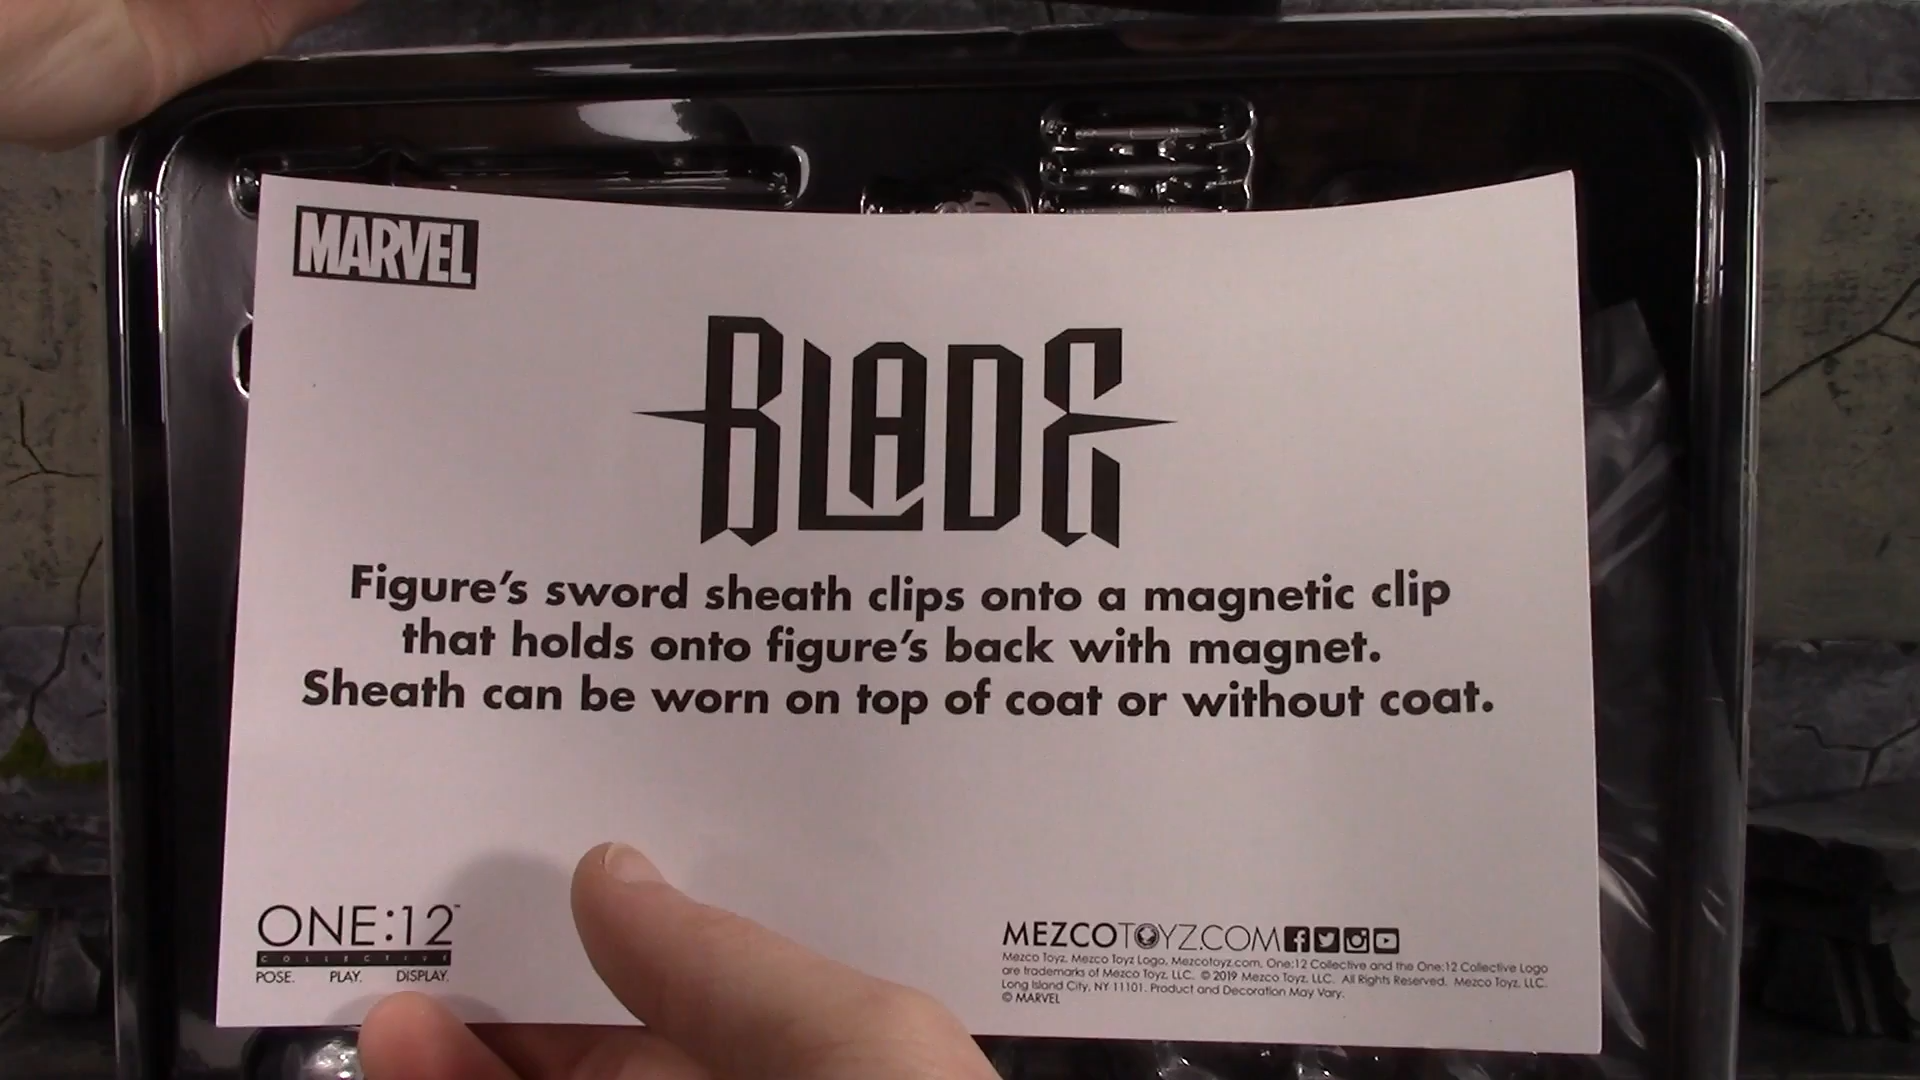 MARVEL
BLADE
Figure's sword sheath clips onto a magnetic clip
that holds onto figure's back with magnet.
Sheath can be worn on top of coat or without coat.
ONE:12™
COLLECTIVE
POSE. PLAY. DISPLAY.
MEZCOTOYZ.COM
Mezco Toyz, Mezco Toyz Logo, Mezcotoyz.com, One:12 Collective and the One:12 Collective Logo
are trademarks of Mezco Toyz, LLC. © 2019 Mezco Toyz, LLC. All Rights Reserved. Mezco Toyz, LLC.
Long Island City, NY 11101. Product and Decoration May Vary.
© MARVEL